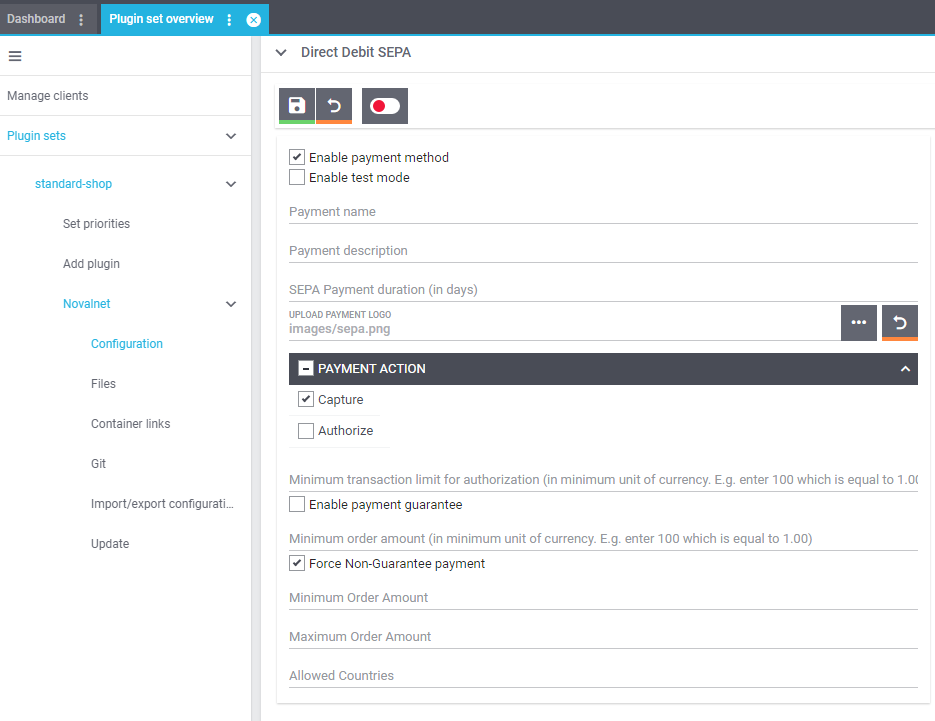 Dashboard
Plugin set overview
Manage clients
Plugin sets
standard-shop
Set priorities
Add plugin
Novalnet
Configuration
Files
Container links
Git
Import/export configurati...
Update
Direct Debit SEPA
Enable payment method
Enable test mode
Payment name
Payment description
SEPA Payment duration (in days)
UPLOAD PAYMENT LOGO
images/sepa.png
PAYMENT ACTION
Capture
Authorize
Minimum transaction limit for authorization (in minimum unit of currency. E.g. enter 100 which is equal to 1.00
Enable payment guarantee
Minimum order amount (in minimum unit of currency. E.g. enter 100 which is equal to 1.00)
Force Non-Guarantee payment
Minimum Order Amount
Maximum Order Amount
Allowed Countries